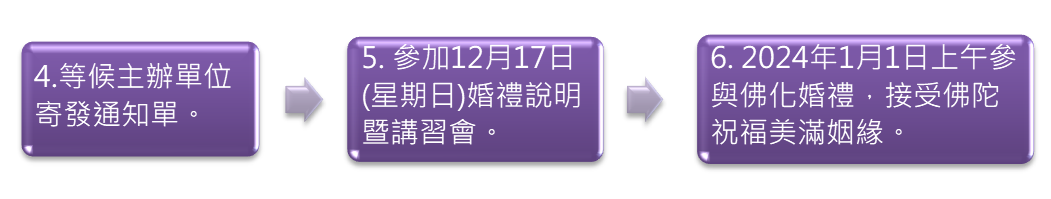 4.等候主辦單位
寄發通知單。
5. 參加12月17日
(星期日)婚禮說明
暨講習會。
6. 2024年1月1日上午參
與佛化婚禮，接受佛陀
祝福美滿姻緣。